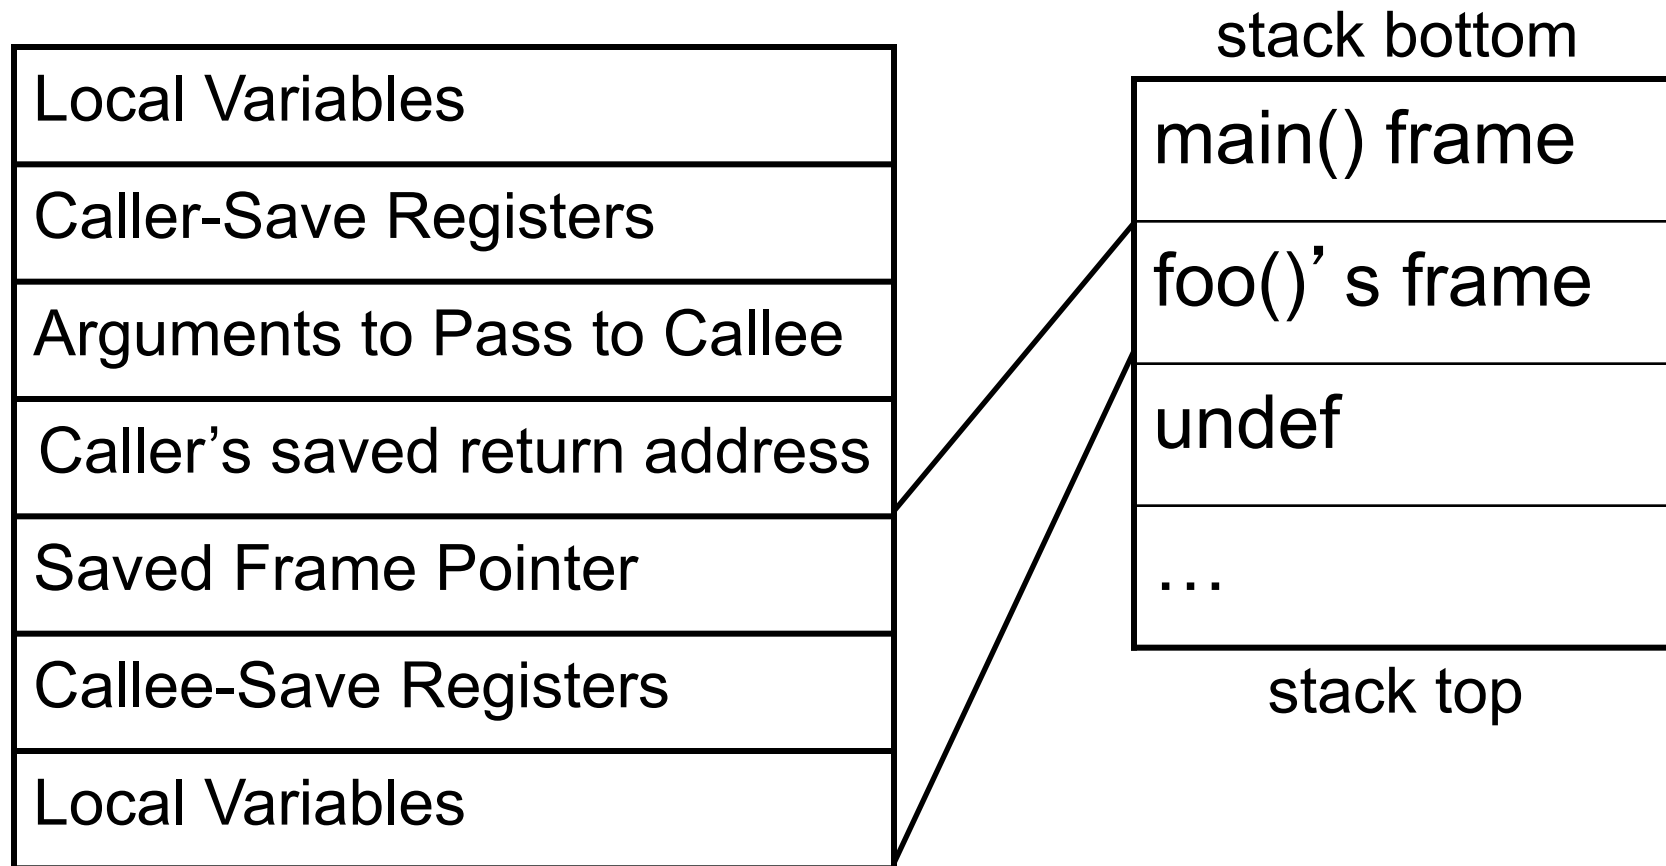 Local Variables
Caller-Save Registers
Arguments to Pass to Callee
Caller’s saved return address
Saved Frame Pointer
Callee-Save Registers
Local Variables
stack bottom
main() frame
foo()’ s frame
undef
…
stack top